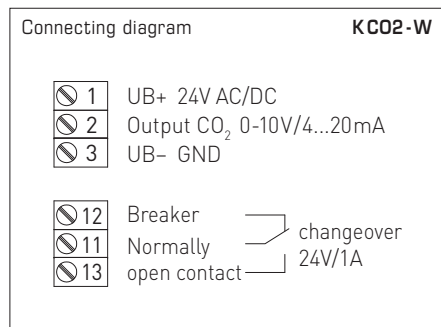 Connecting diagram KCO2-W
1 UB+ 24V AC/DC
2 Output CO₂ 0-10V/4...20mA
3 UB– GND
12 Breaker
changeover
11 Normally
24V/1A
13 open contact